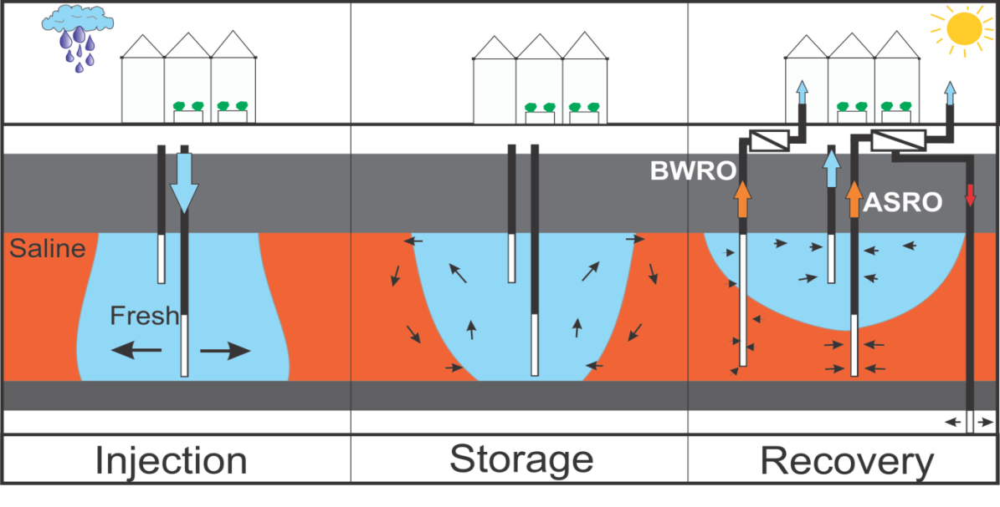 BWRO
ASRO
Saline
Fresh
Injection
Storage
Recovery